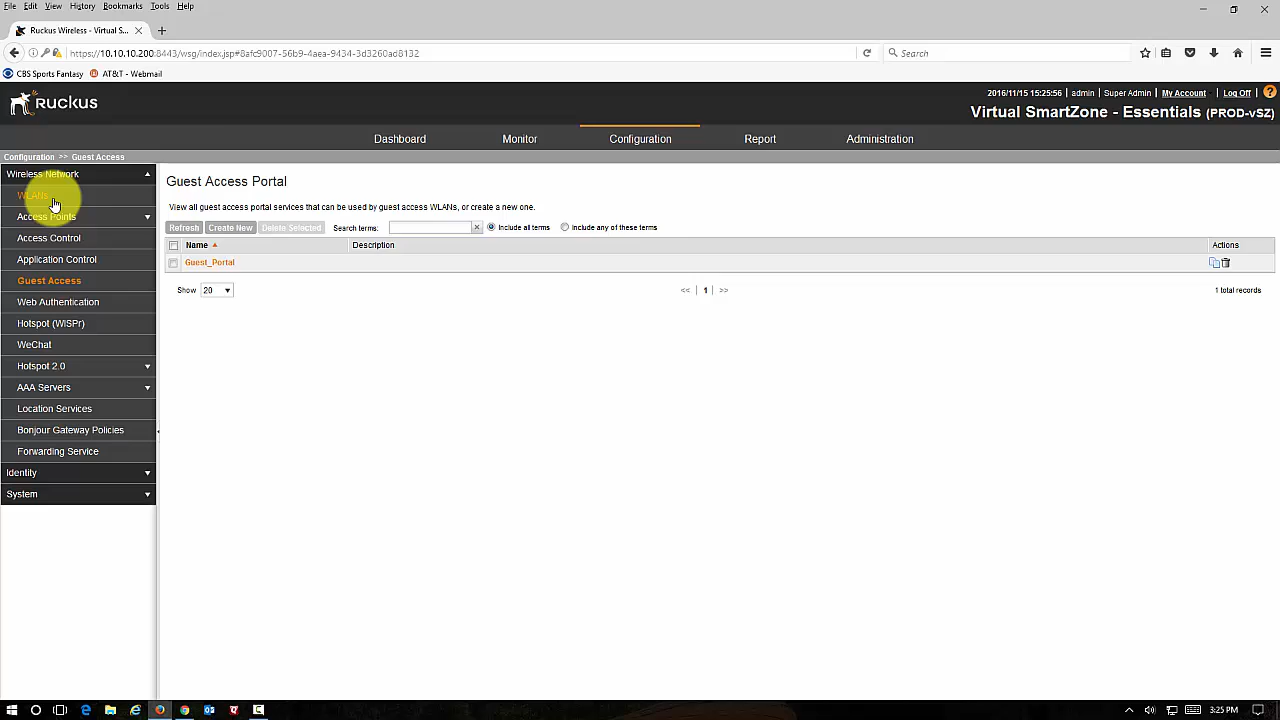 File Edit View History Bookmarks Tools Help
Ruckus Wireless - Virtual S...
https://10.10.10.200:8443/wsg/index.jsp#8afc9007-56b9-4aea-9434-3d3260ad8132
Search
CBS Sports Fantasy AT&T - Webmail
RUCKUS
2016/11/15 15:25:56 | admin | Super Admin | My Account | Log Off ?
Virtual SmartZone - Essentials (PROD-vSZ)
Dashboard Monitor Configuration Report Administration
Configuration >> Guest Access
Wireless Network
WLANs
Access Points
Access Control
Application Control
Guest Access
Web Authentication
Hotspot (WISPr)
WeChat
Hotspot 2.0
AAA Servers
Location Services
Bonjour Gateway Policies
Forwarding Service
Identity
System
Guest Access Portal
View all guest access portal services that can be used by guest access WLANs, or create a new one.
Refresh Create New Delete Selected Search terms: x Include all terms Include any of these terms
Name Description Actions
Guest_Portal
Show 20 << | 1 | >> 1 total records
3:25 PM